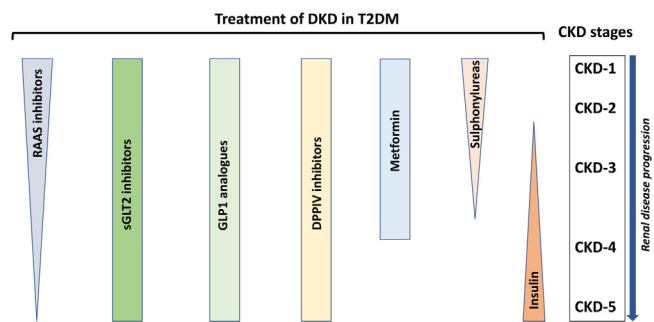 Treatment of DKD in T2DM
CKD stages
RAAS inhibitors
sGLT2 inhibitors
GLP1 analogues
DPPIV inhibitors
Metformin
Sulphonylureas
Insulin
CKD-1
CKD-2
CKD-3
CKD-4
CKD-5
Renal disease progression